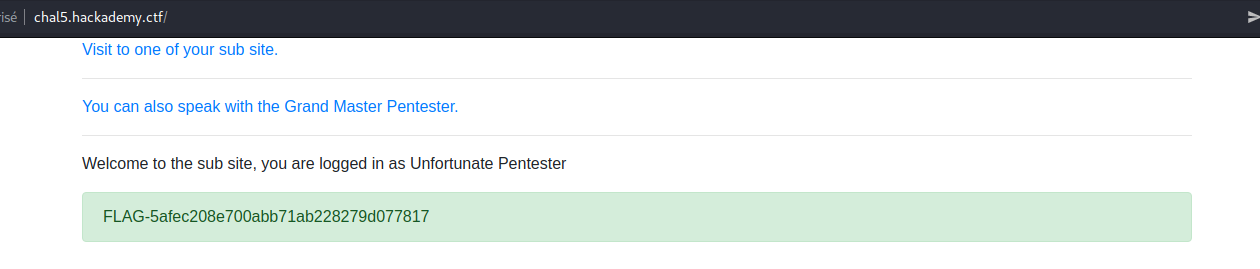 risé chal5.hackademy.ctf/
Visit to one of your sub site.
You can also speak with the Grand Master Pentester.
Welcome to the sub site, you are logged in as Unfortunate Pentester
FLAG-5afec208e700abb71ab228279d077817